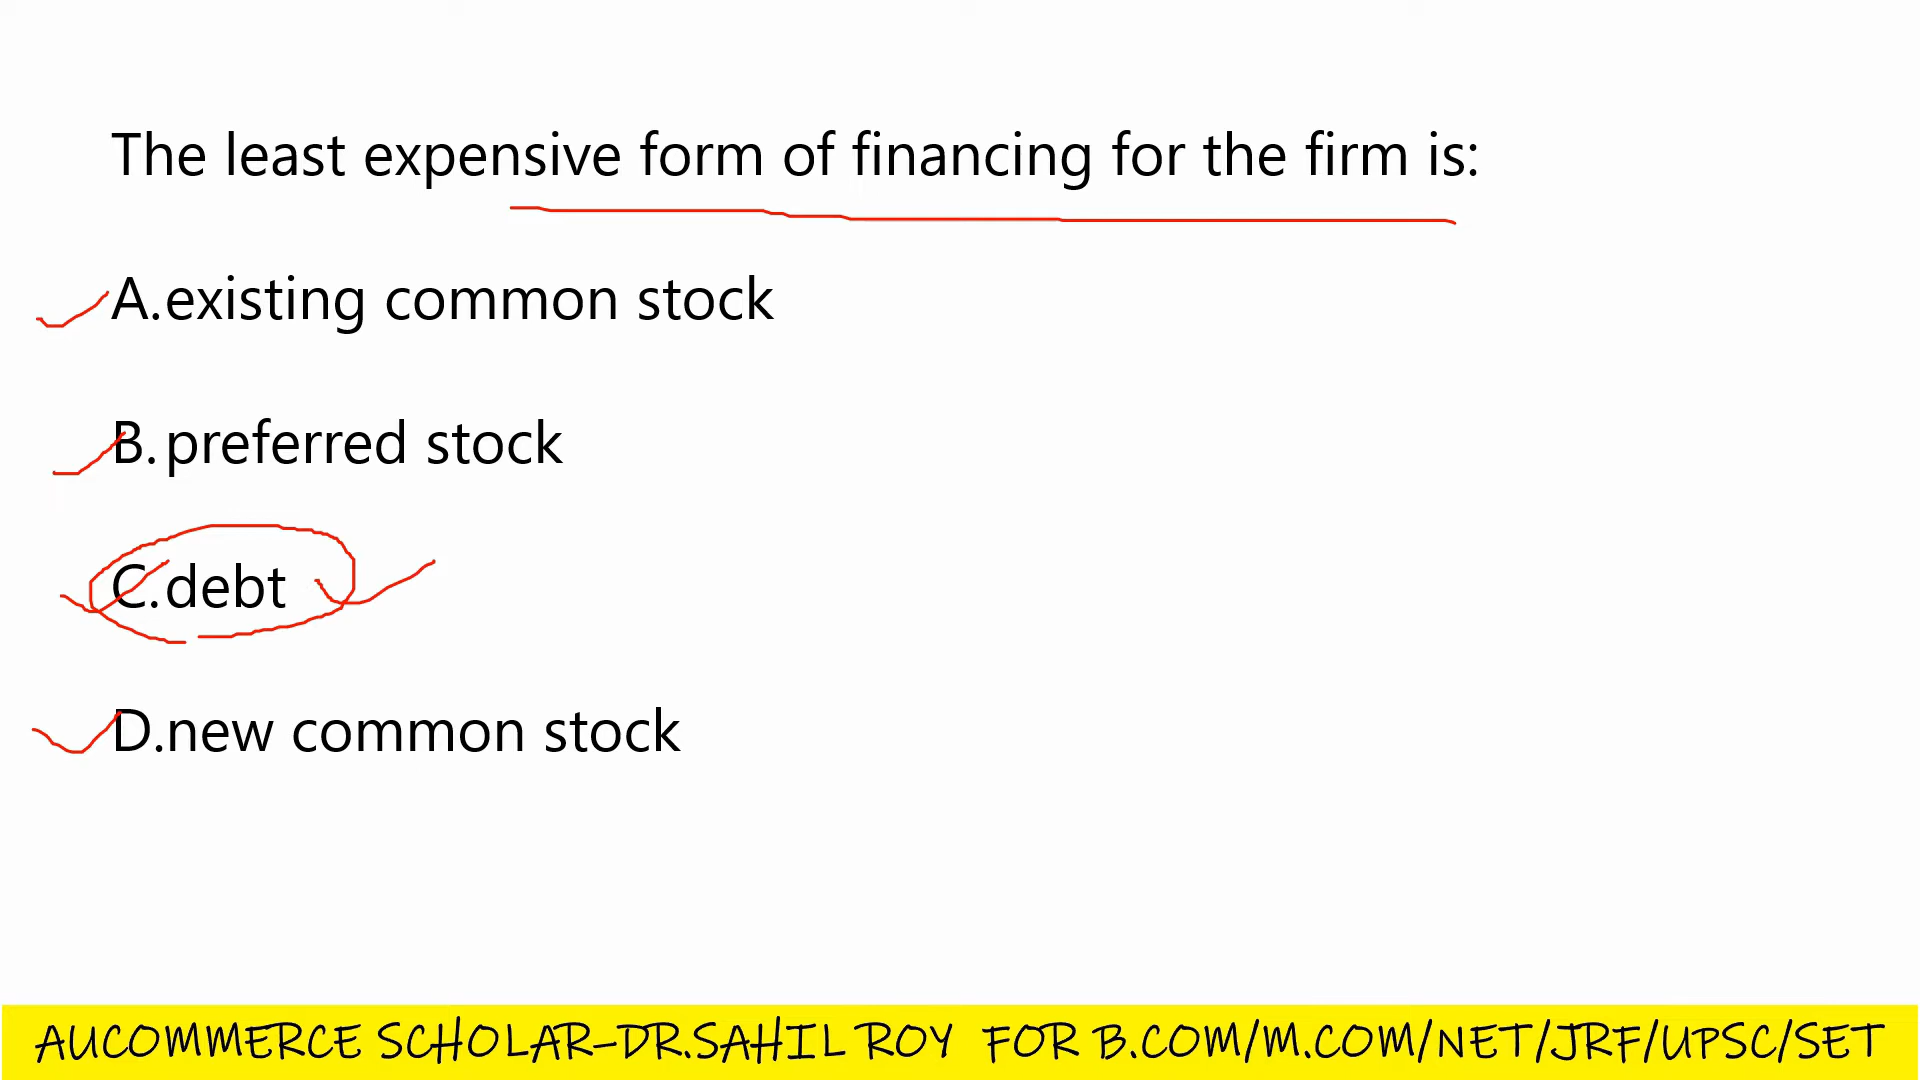 The least expensive form of financing for the firm is:
A.existing common stock
B.preferred stock
C.debt
D.new common stock
AUCOMMERCE SCHOLAR-DR.SAHIL ROY FOR B.COM/M.COM/NET/JRF/UPSC/SET